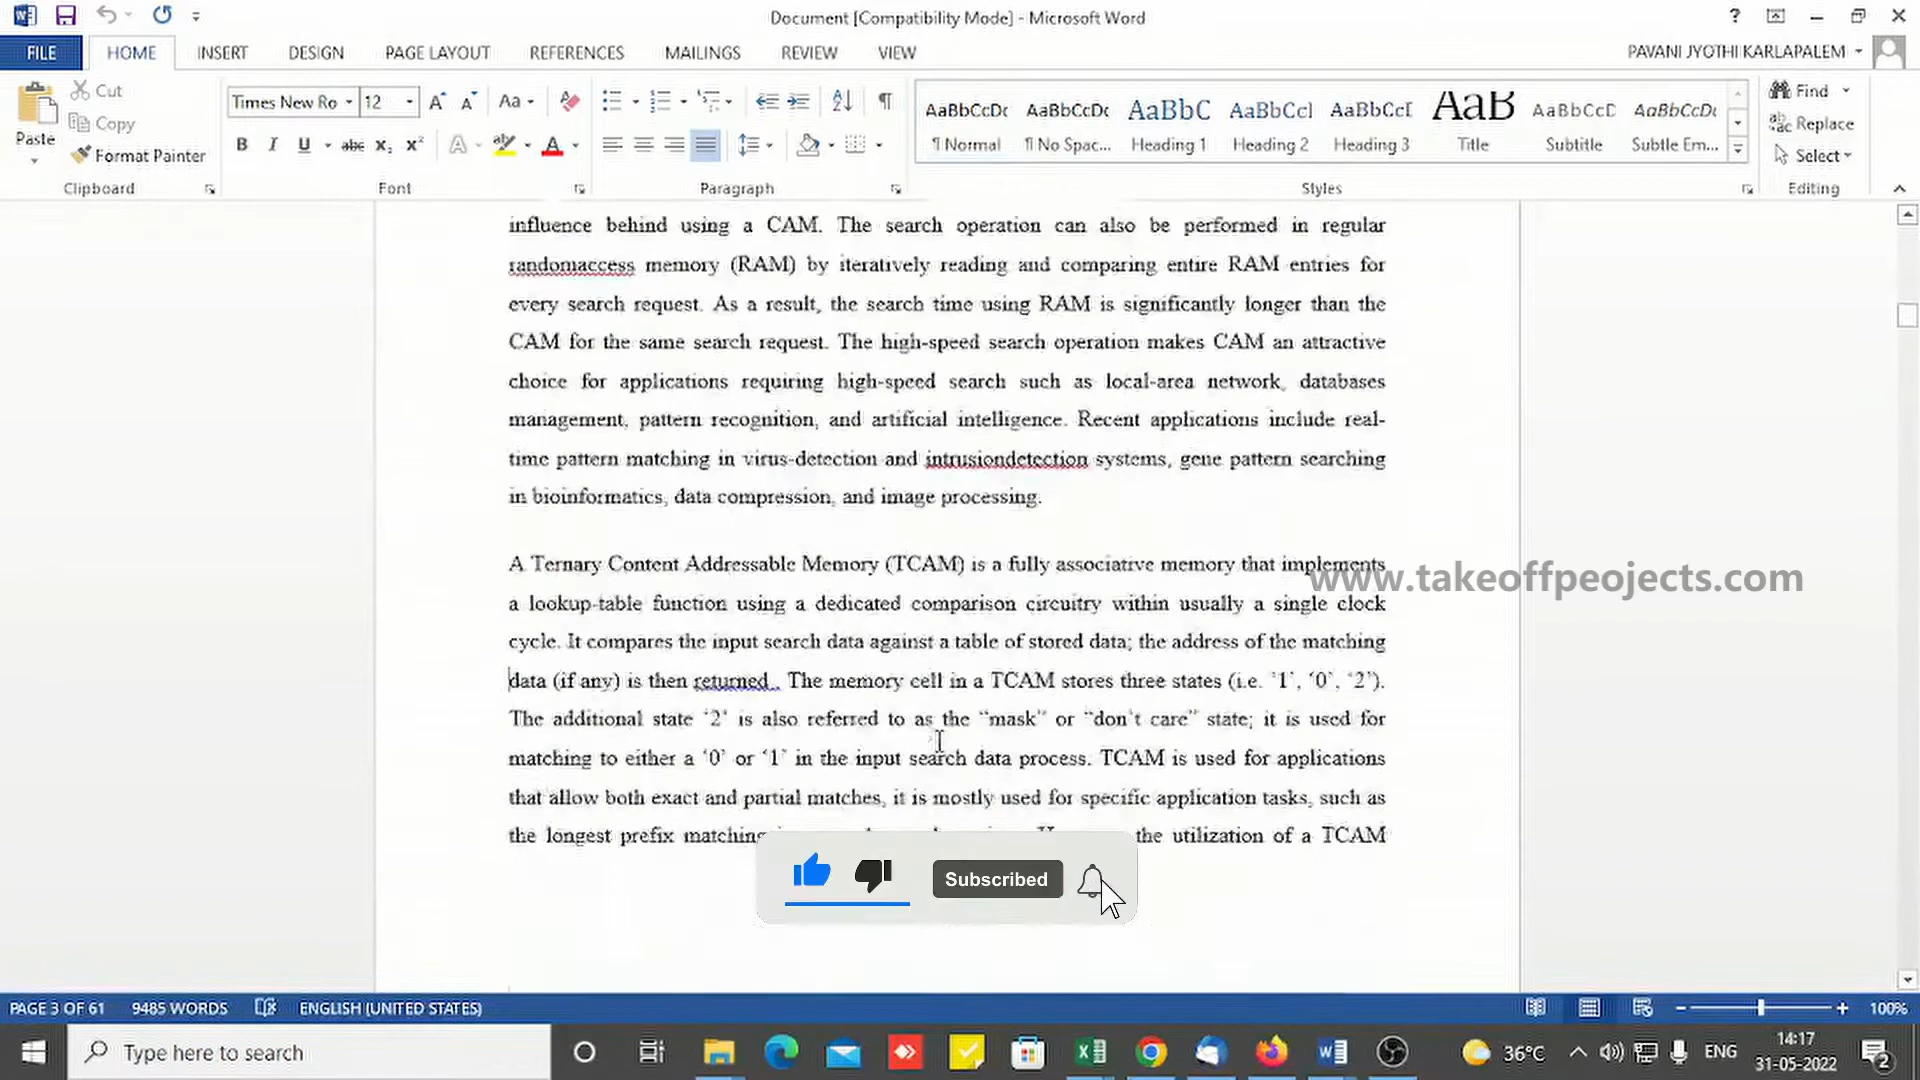 Document [Compatibility Mode] - Microsoft Word
FILE HOME INSERT DESIGN PAGE LAYOUT REFERENCES MAILINGS REVIEW VIEW PAVANI JYOTHI KARLAPALEM
Paste
Cut
Copy
Format Painter
Clipboard
Times New Ro 12
Font
Paragraph
AaBbCcDc AaBbCcDc AaBbC AaBbCcI AaBbCcI AaB AaBbCcD AaBbCcDc
¶ Normal ¶ No Spac... Heading 1 Heading 2 Heading 3 Title Subtitle Subtle Em...
Styles
Find
Replace
Select
Editing
influence behind using a CAM. The search operation can also be performed in regular
randomaccess memory (RAM) by iteratively reading and comparing entire RAM entries for
every search request. As a result, the search time using RAM is significantly longer than the
CAM for the same search request. The high-speed search operation makes CAM an attractive
choice for applications requiring high-speed search such as local-area network, databases
management, pattern recognition, and artificial intelligence. Recent applications include real-
time pattern matching in virus-detection and intrusiondetection systems, gene pattern searching
in bioinformatics, data compression, and image processing.
A Ternary Content Addressable Memory (TCAM) is a fully associative memory that implements
www.takeoffpeojects.com
a lookup-table function using a dedicated comparison circuitry within usually a single clock
cycle. It compares the input search data against a table of stored data; the address of the matching
data (if any) is then returned . The memory cell in a TCAM stores three states (i.e. ‘1’, ‘0’, ‘2’).
The additional state ‘2’ is also referred to as the “mask” or “don’t care” state; it is used for
matching to either a ‘0’ or ‘1’ in the input search data process. TCAM is used for applications
that allow both exact and partial matches, it is mostly used for specific application tasks, such as
the longest prefix matching the utilization of a TCAM
Subscribed
PAGE 3 OF 61 9485 WORDS ENGLISH (UNITED STATES) 100%
Type here to search
36°C ENG
14:17
31-05-2022
2